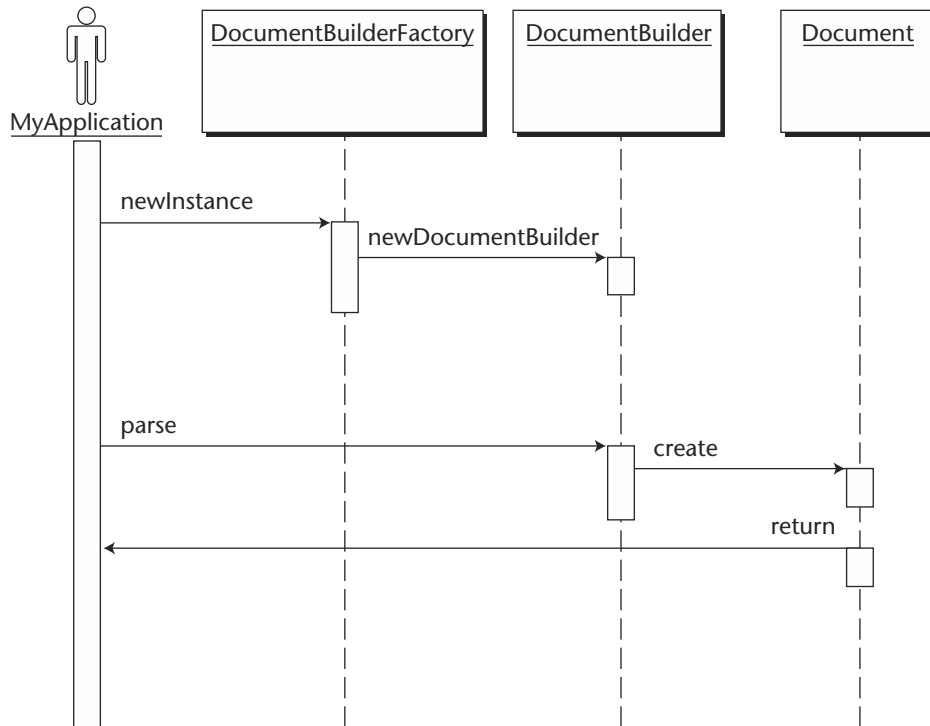 DocumentBuilderFactory
DocumentBuilder
Document
MyApplication
newInstance
newDocumentBuilder
parse
create
return